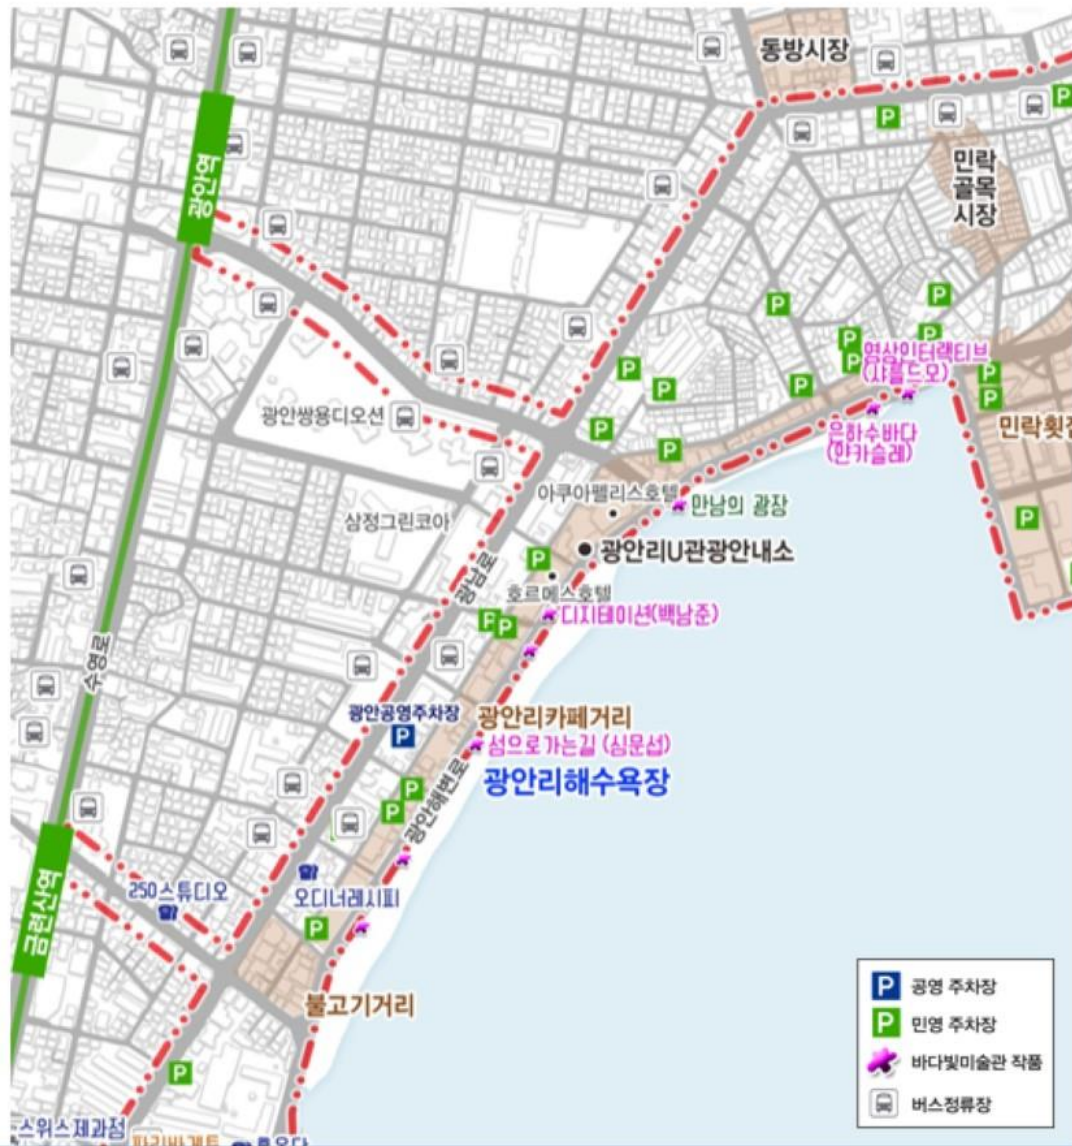 동방시장
민락
골목
시장
광안역
영상인터랙티브
(샤를드모)
은하수바다
(얀카슬레)
민락횟
광안쌍용디오션
아쿠아펠리스호텔
만남의 광장
삼정그린코아
광안리U관광안내소
호르메스호텔
광남로
디지테이션(백남준)
수영로
광안공영주차장
광안리카페거리
섬으로가는길 (심문섭)
광안리해수욕장
광안해변로
250스튜디오
오디너레시피
금련산역
불고기거리
P 공영 주차장
P 민영 주차장
바다빛미술관 작품
버스정류장
스위스제과점
파리바게트